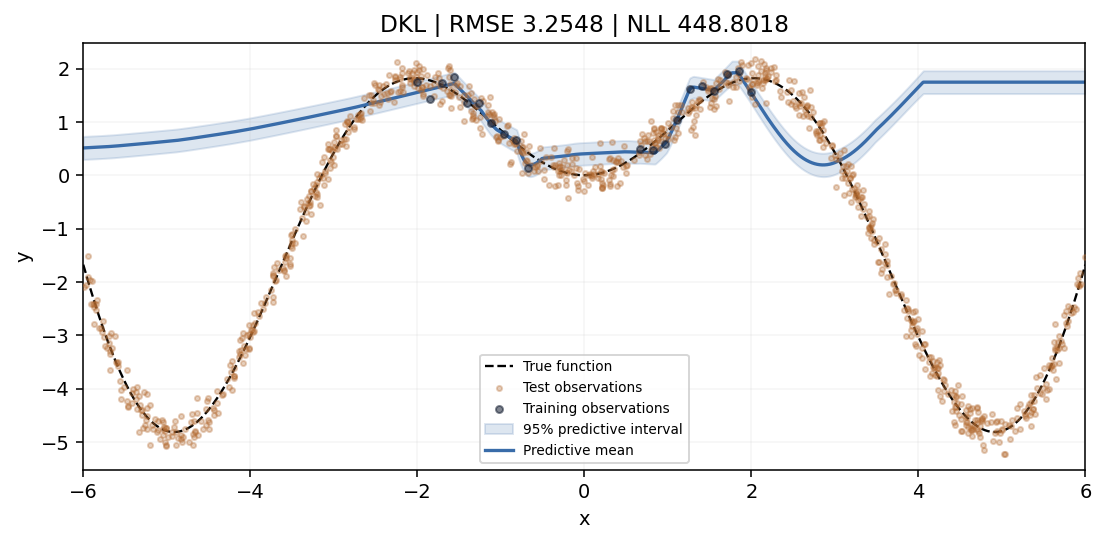 DKL | RMSE 3.2548 | NLL 448.8018
y
2
1
0
−1
−2
−3
−4
−5
True function
Test observations
Training observations
95% predictive interval
Predictive mean
−6 −4 −2 0 2 4 6
x